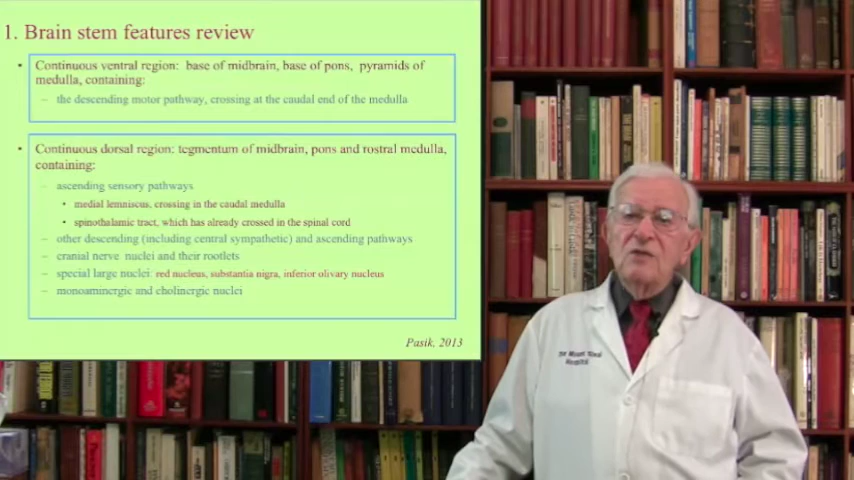 1. Brain stem features review
• Continuous ventral region: base of midbrain, base of pons, pyramids of
medulla, containing:
– the descending motor pathway, crossing at the caudal end of the medulla
• Continuous dorsal region: tegmentum of midbrain, pons and rostral medulla,
containing:
– ascending sensory pathways
• medial lemniscus, crossing in the caudal medulla
• spinothalamic tract, which has already crossed in the spinal cord
– other descending (including central sympathetic) and ascending pathways
– cranial nerve nuclei and their rootlets
– special large nuclei: red nucleus, substantia nigra, inferior olivary nucleus
– monoaminergic and cholinergic nuclei
Pasik, 2013
Hospital